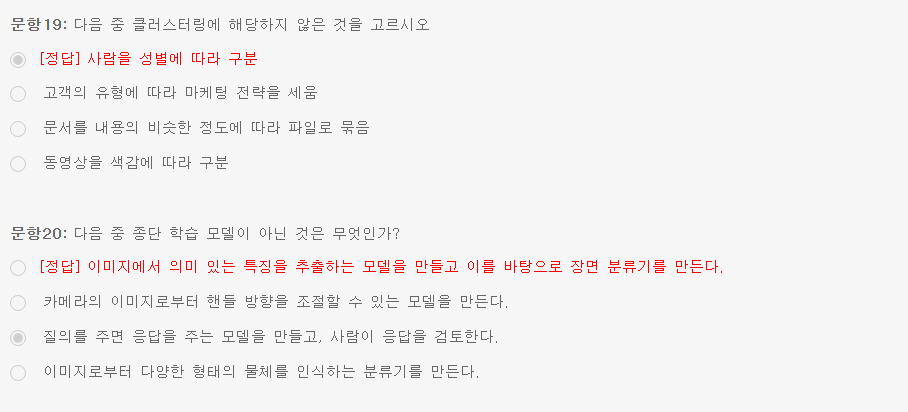 문항19: 다음 중 클러스터링에 해당하지 않은 것을 고르시오
[정답] 사람을 성별에 따라 구분
고객의 유형에 따라 마케팅 전략을 세움
문서를 내용의 비슷한 정도에 따라 파일로 묶음
동영상을 색감에 따라 구분
문항20: 다음 중 종단 학습 모델이 아닌 것은 무엇인가?
[정답] 이미지에서 의미 있는 특징을 추출하는 모델을 만들고 이를 바탕으로 장면 분류기를 만든다.
카메라의 이미지로부터 핸들 방향을 조절할 수 있는 모델을 만든다.
질의를 주면 응답을 주는 모델을 만들고, 사람이 응답을 검토한다.
이미지로부터 다양한 형태의 물체를 인식하는 분류기를 만든다.